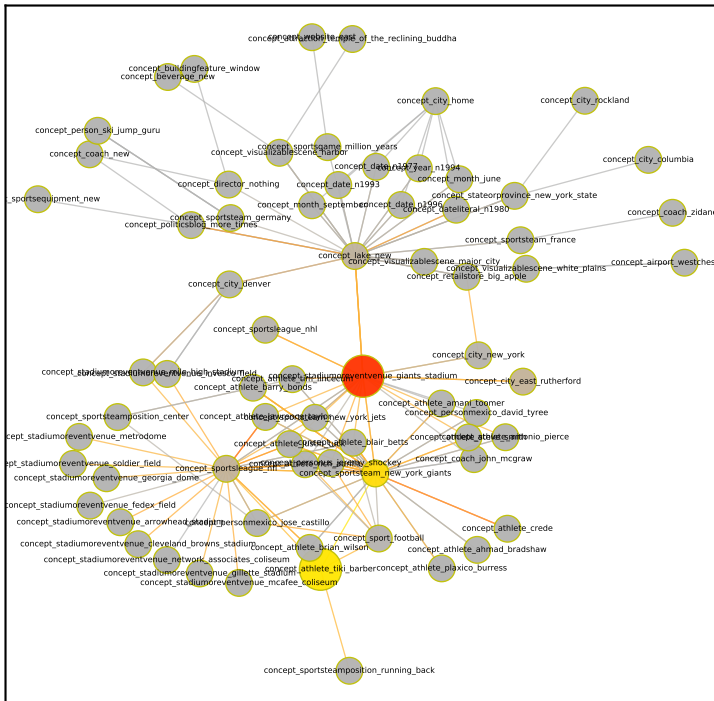 concept_website_east
concept_attraction_temple_of_the_reclining_buddha
concept_buildingfeature_window
concept_beverage_new
concept_city_home
concept_city_rockland
concept_person_ski_jump_guru
concept_sportsgame_million_years
concept_coach_new
concept_visualizablescene_harbor
concept_date_n1977
concept_year_n1994
concept_city_columbia
concept_director_nothing
concept_date_n1993
concept_month_june
concept_sportsequipment_new
concept_stateorprovince_new_york_state
concept_month_september
concept_date_n1996
concept_dateliteral_n1980
concept_coach_zidane
concept_sportsteam_germany
concept_politicsblog_more_times
concept_sportsteam_france
concept_lake_new
concept_visualizablescene_major_city
concept_airport_westches
concept_visualizablescene_white_plains
concept_retailstore_big_apple
concept_city_denver
concept_sportsleague_nhl
concept_city_new_york
concept_stadiumoreventvenue_mile_high_stadium
concept_stadiumoreventvenue_giants_stadium
concept_city_east_rutherford
concept_athlete_barry_bonds
concept_athlete_amani_toomer
concept_sportsteamposition_center
concept_personmexico_david_tyree
concept_sportsteam_new_york_jets
concept_stadiumoreventvenue_metrodome
concept_athlete_blair_betts
concept_stadiumoreventvenue_soldier_field
concept_sportsleague_nfl
concept_coach_john_mcgraw
concept_sportsteam_new_york_giants
concept_stadiumoreventvenue_georgia_dome
concept_stadiumoreventvenue_fedex_field
concept_stadiumoreventvenue_arrowhead_stadium
concept_personmexico_jose_castillo
concept_athlete_crede
concept_sport_football
concept_stadiumoreventvenue_cleveland_browns_stadium
concept_athlete_brian_wilson
concept_athlete_ahmad_bradshaw
concept_stadiumoreventvenue_network_associates_coliseum
concept_athlete_tiki_barber
concept_athlete_plaxico_burress
concept_stadiumoreventvenue_gillette_stadium
concept_stadiumoreventvenue_mcafee_coliseum
concept_sportsteamposition_running_back